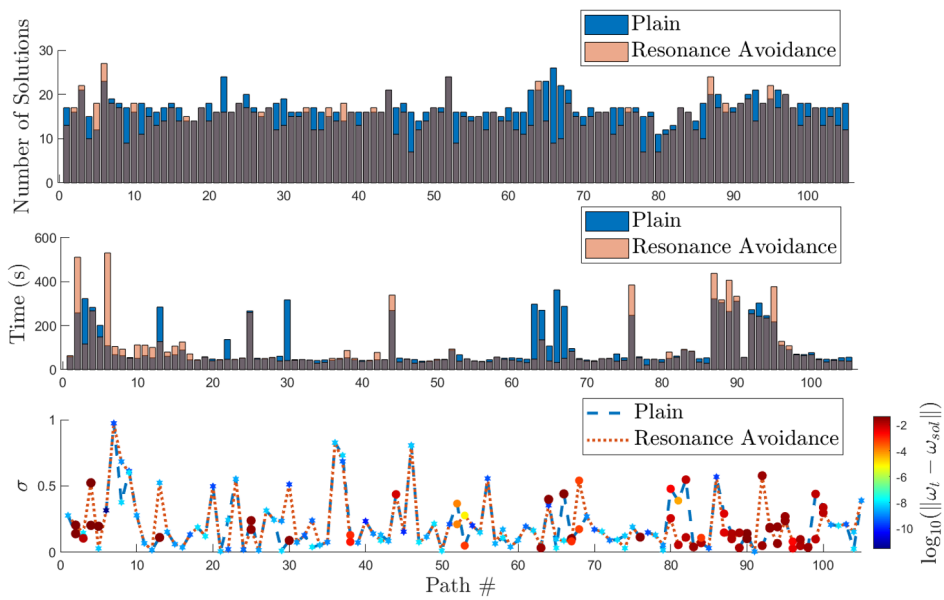 Plain
Resonance Avoidance
Number of Solutions
30
20
10
0
0 10 20 30 40 50 60 70 80 90 100
Plain
Resonance Avoidance
Time (s)
600
400
200
0
0 10 20 30 40 50 60 70 80 90 100
Plain
Resonance Avoidance
σ
1
0.5
0
0 10 20 30 40 50 60 70 80 90 100
Path #
-2
-4
-6
-8
-10
log₁₀(||ω_t − ω_sol||)